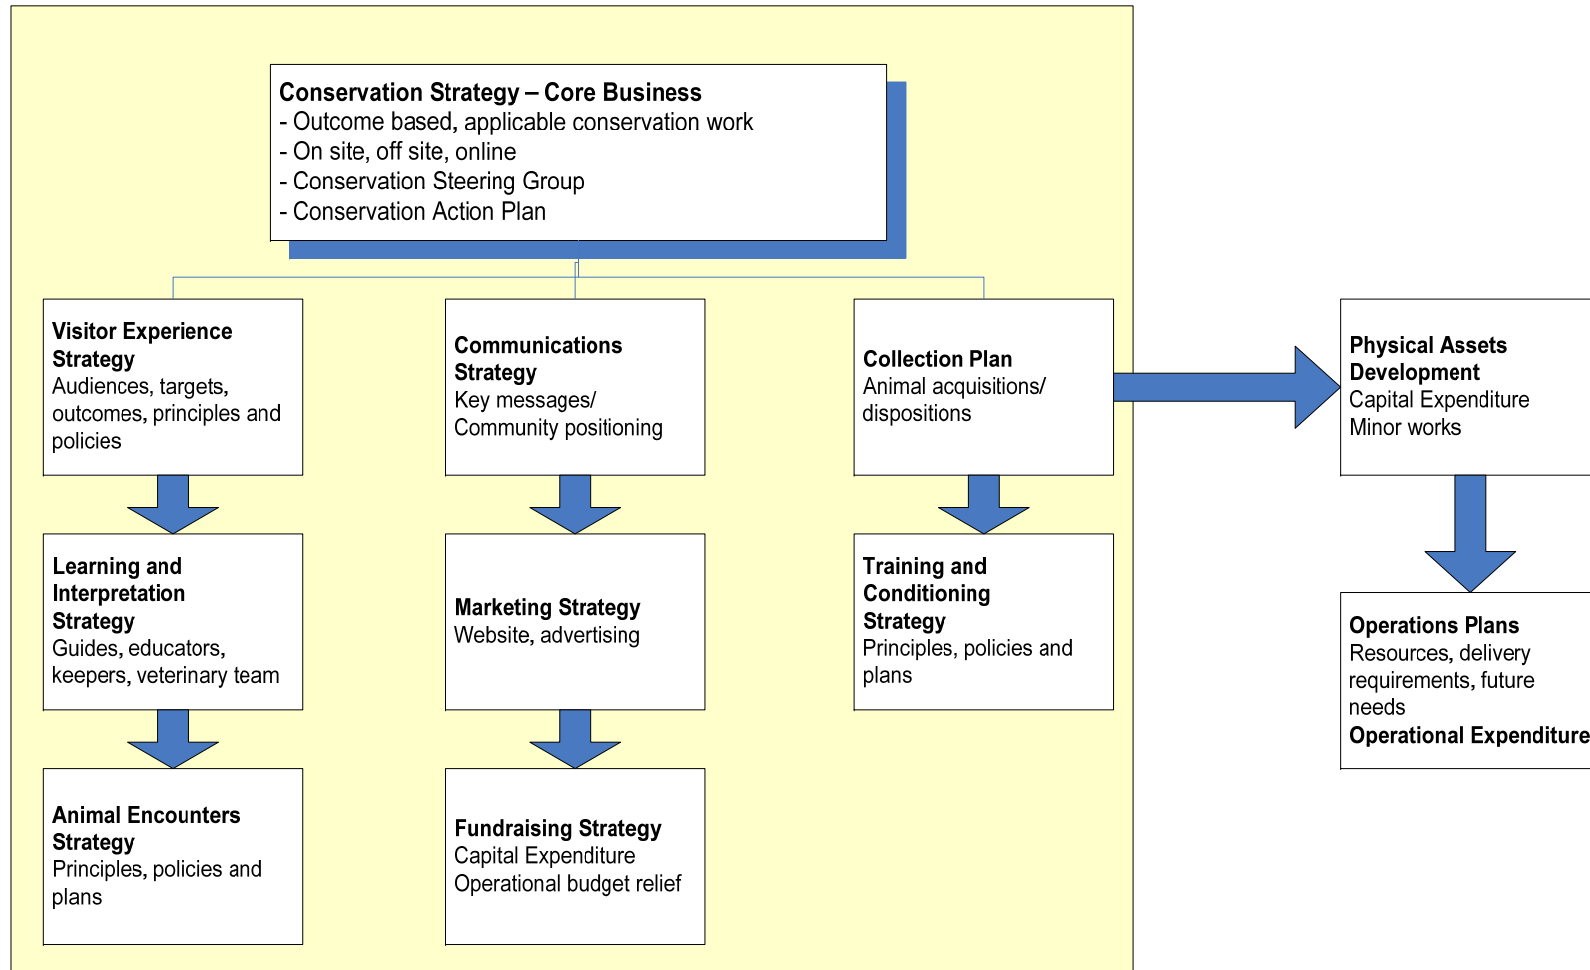 Conservation Strategy – Core Business
- Outcome based, applicable conservation work
- On site, off site, online
- Conservation Steering Group
- Conservation Action Plan
Visitor Experience
Strategy
Audiences, targets,
outcomes, principles and
policies
Communications
Strategy
Key messages/
Community positioning
Collection Plan
Animal acquisitions/
dispositions
Physical Assets
Development
Capital Expenditure
Minor works
Learning and
Interpretation
Strategy
Guides, educators,
keepers, veterinary team
Marketing Strategy
Website, advertising
Training and
Conditioning
Strategy
Principles, policies and
plans
Operations Plans
Resources, delivery
requirements, future
needs
Operational Expenditure
Animal Encounters
Strategy
Principles, policies and
plans
Fundraising Strategy
Capital Expenditure
Operational budget relief